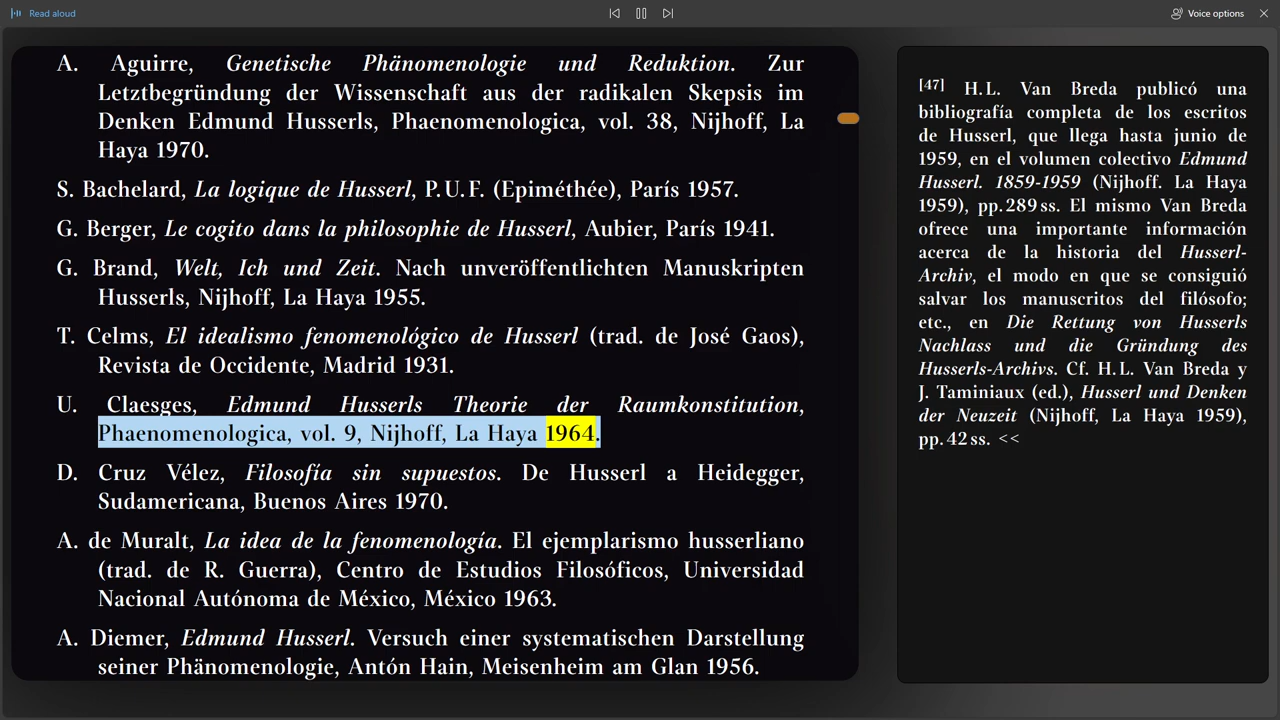 Read aloud
Voice options
A. Aguirre, Genetische Phänomenologie und Reduktion. Zur
Letztbegründung der Wissenschaft aus der radikalen Skepsis im
Denken Edmund Husserls, Phaenomenologica, vol. 38, Nijhoff, La
Haya 1970.
S. Bachelard, La logique de Husserl, P.U.F. (Epiméthée), París 1957.
G. Berger, Le cogito dans la philosophie de Husserl, Aubier, París 1941.
G. Brand, Welt, Ich und Zeit. Nach unveröffentlichten Manuskripten
Husserls, Nijhoff, La Haya 1955.
T. Celms, El idealismo fenomenológico de Husserl (trad. de José Gaos),
Revista de Occidente, Madrid 1931.
U. Claesges, Edmund Husserls Theorie der Raumkonstitution,
Phaenomenologica, vol. 9, Nijhoff, La Haya 1964.
D. Cruz Vélez, Filosofía sin supuestos. De Husserl a Heidegger,
Sudamericana, Buenos Aires 1970.
A. de Muralt, La idea de la fenomenología. El ejemplarismo husserliano
(trad. de R. Guerra), Centro de Estudios Filosóficos, Universidad
Nacional Autónoma de México, México 1963.
A. Diemer, Edmund Husserl. Versuch einer systematischen Darstellung
seiner Phänomenologie, Antón Hain, Meisenheim am Glan 1956.
[47] H.L. Van Breda publicó una
bibliografía completa de los escritos
de Husserl, que llega hasta junio de
1959, en el volumen colectivo Edmund
Husserl. 1859-1959 (Nijhoff. La Haya
1959), pp. 289 ss. El mismo Van Breda
ofrece una importante información
acerca de la historia del Husserl-
Archiv, el modo en que se consiguió
salvar los manuscritos del filósofo;
etc., en Die Rettung von Husserls
Nachlass und die Gründung des
Husserls-Archivs. Cf. H.L. Van Breda y
J. Taminiaux (ed.), Husserl und Denken
der Neuzeit (Nijhoff, La Haya 1959),
pp. 42 ss. <<